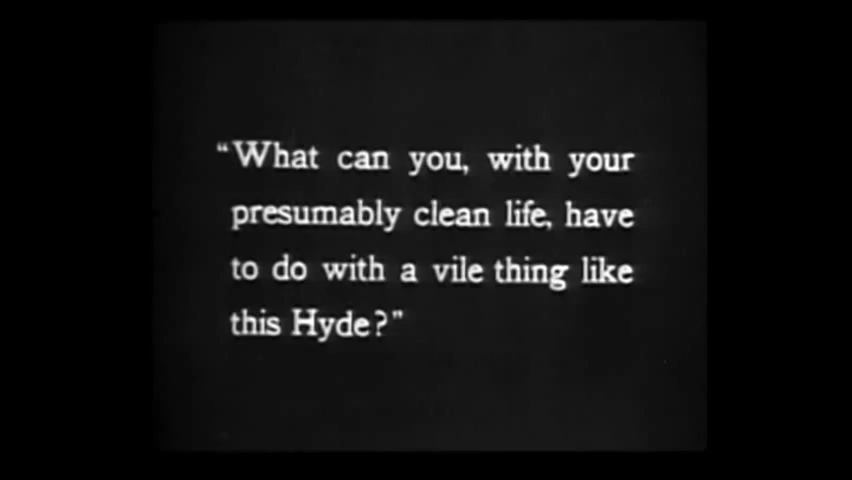 “What can you, with your
presumably clean life, have
to do with a vile thing like
this Hyde?”